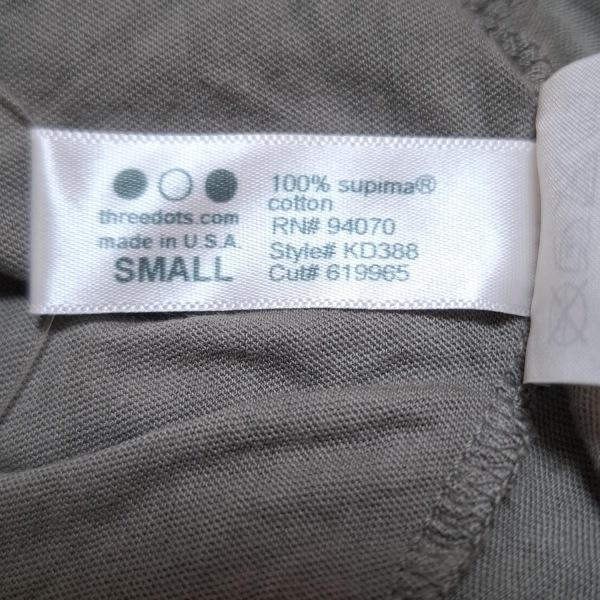 threedots.com
made in U.S.A.
SMALL
100% supima®
cotton
RN# 94070
Style# KD388
Cut# 619965